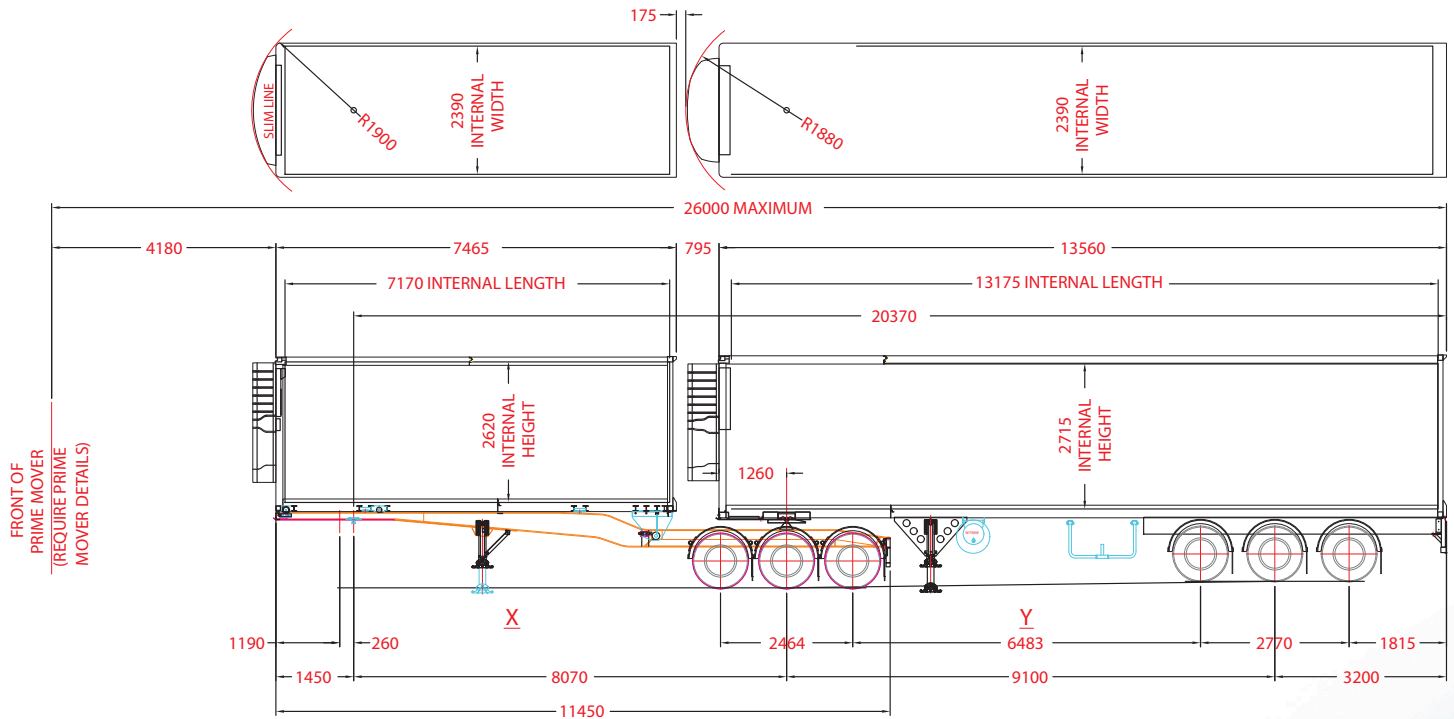 175
SLIM LINE
R1900
2390
INTERNAL
WIDTH
R1880
2390
INTERNAL
WIDTH
26000 MAXIMUM
4180
7465
795
13560
7170 INTERNAL LENGTH
13175 INTERNAL LENGTH
20370
2620
INTERNAL
HEIGHT
1260
2715
INTERNAL
HEIGHT
FRONT OF
PRIME MOVER
(REQUIRE PRIME
MOVER DETAILS)
X
Y
1190
260
2464
6483
2770
1815
1450
8070
9100
3200
11450